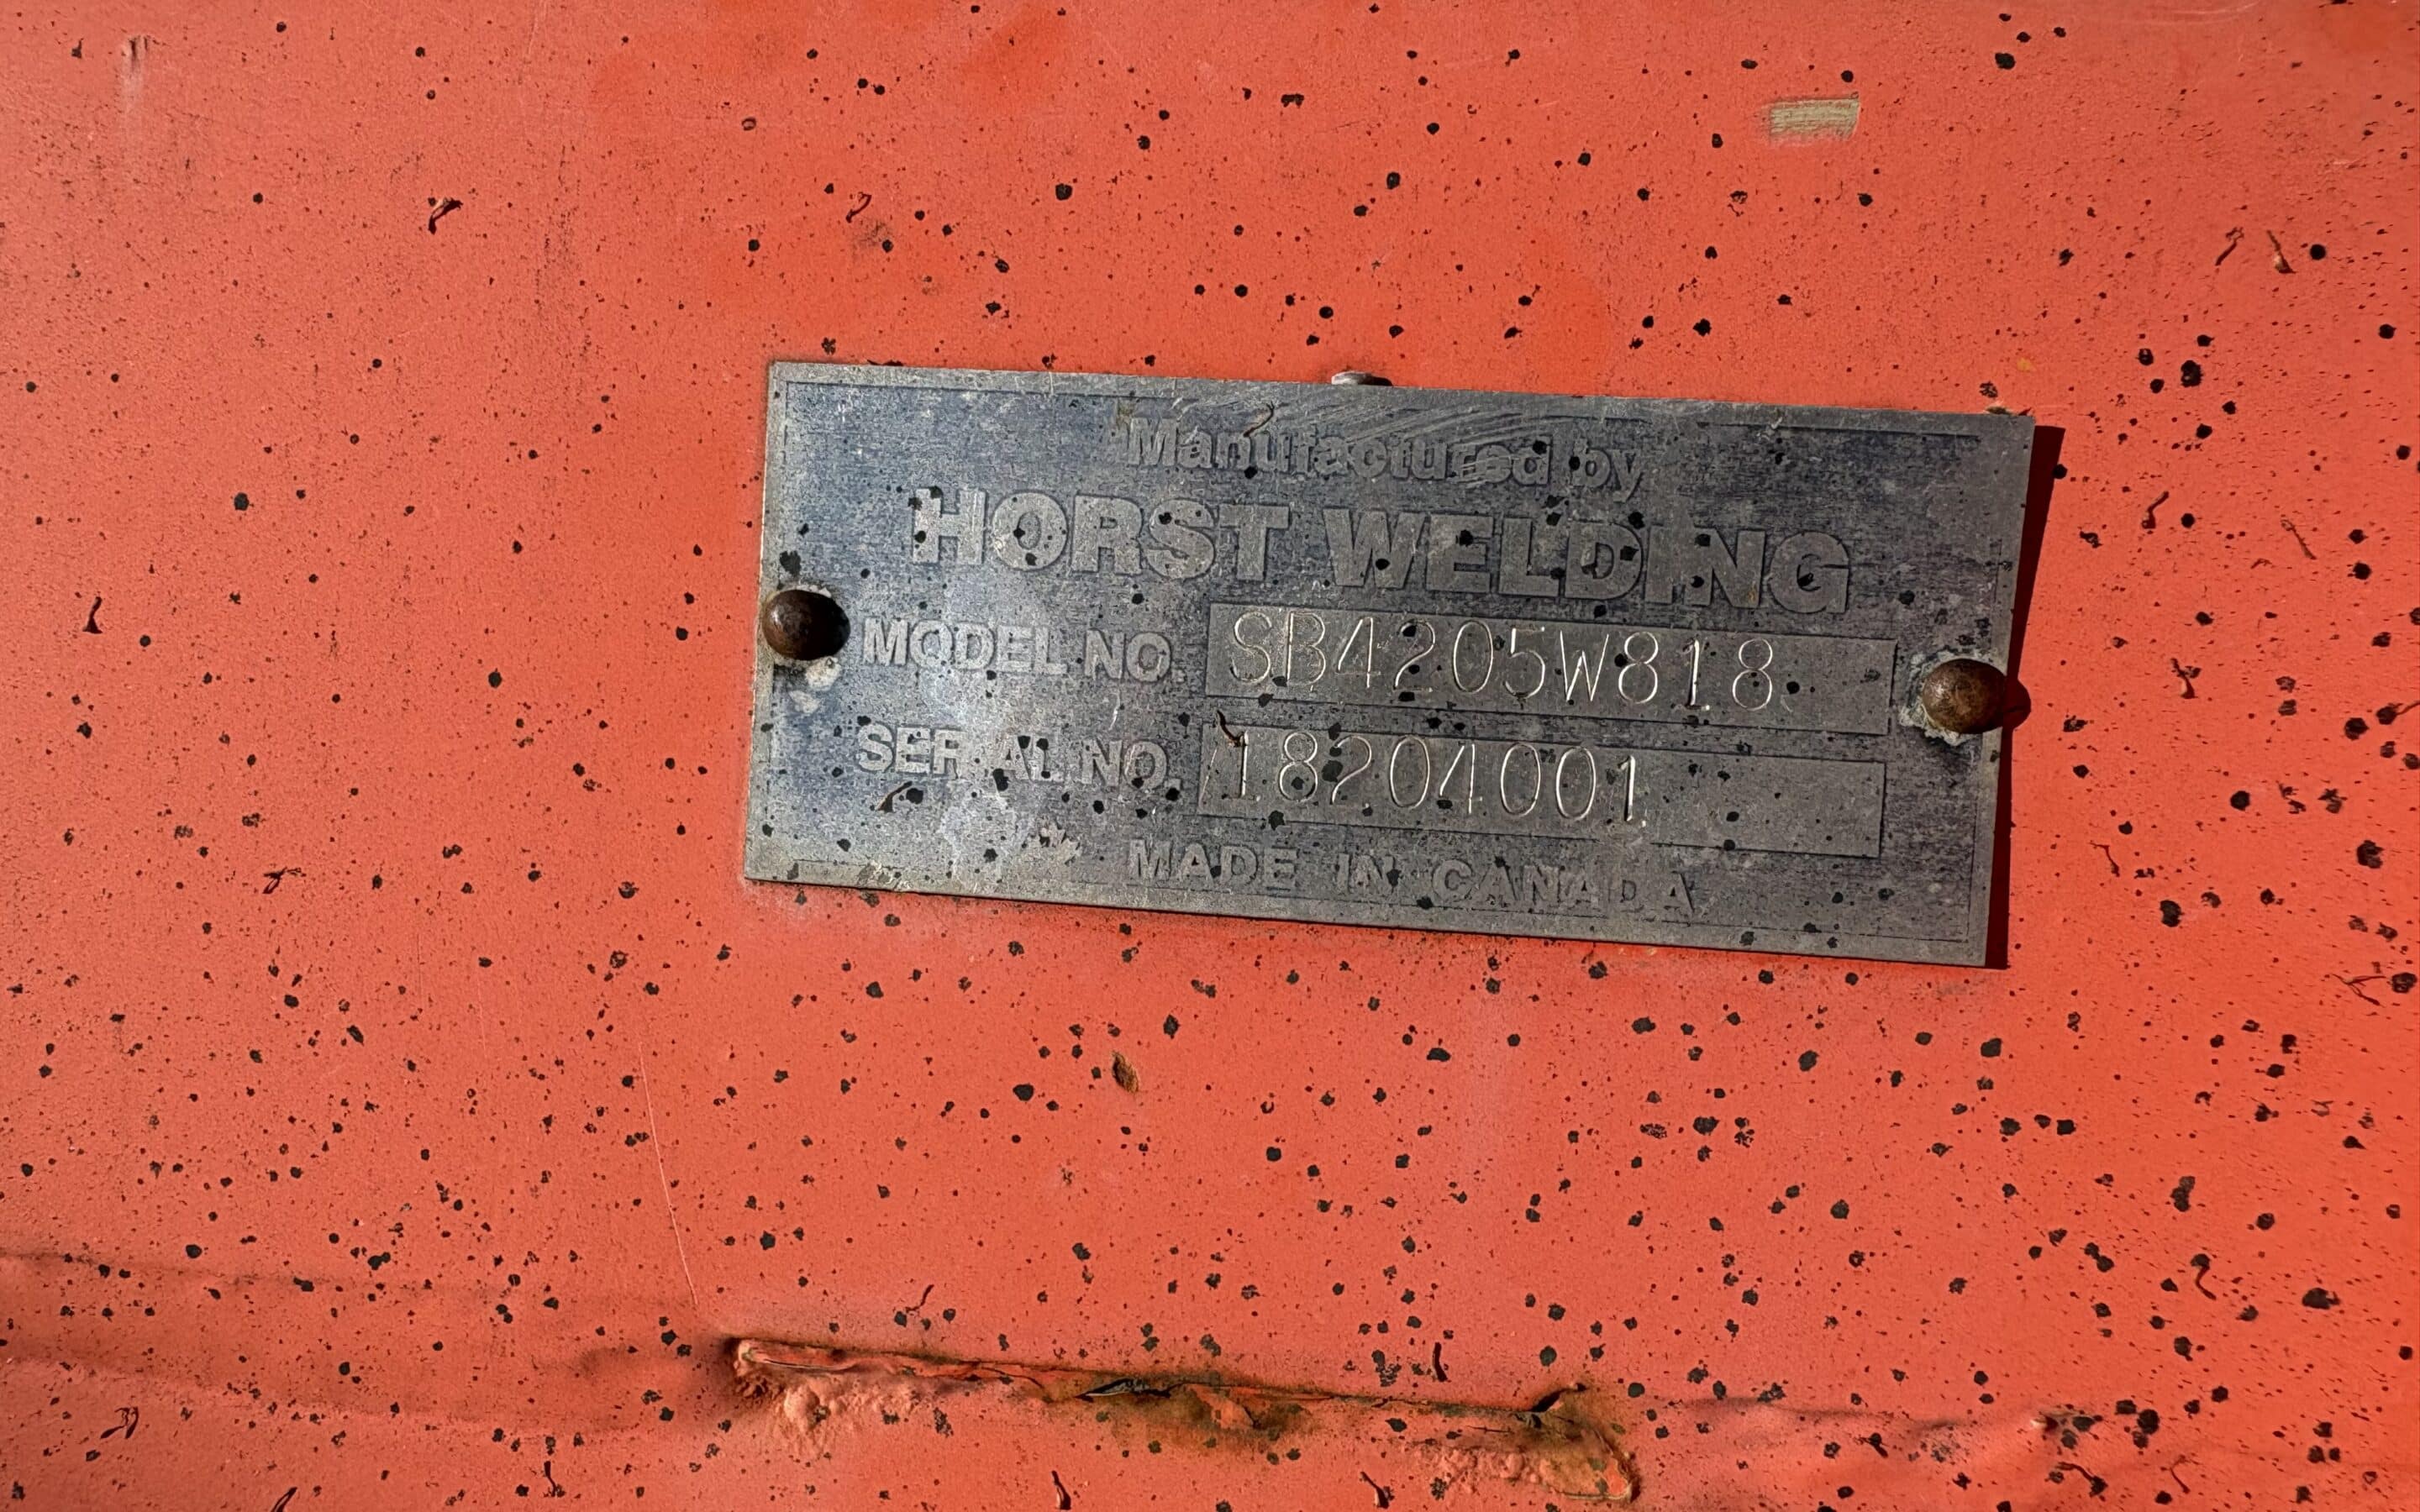 Manufactured by
HORST WELDING
MODEL NO. SB4205W818
SERIAL NO. 18204001
MADE IN CANADA